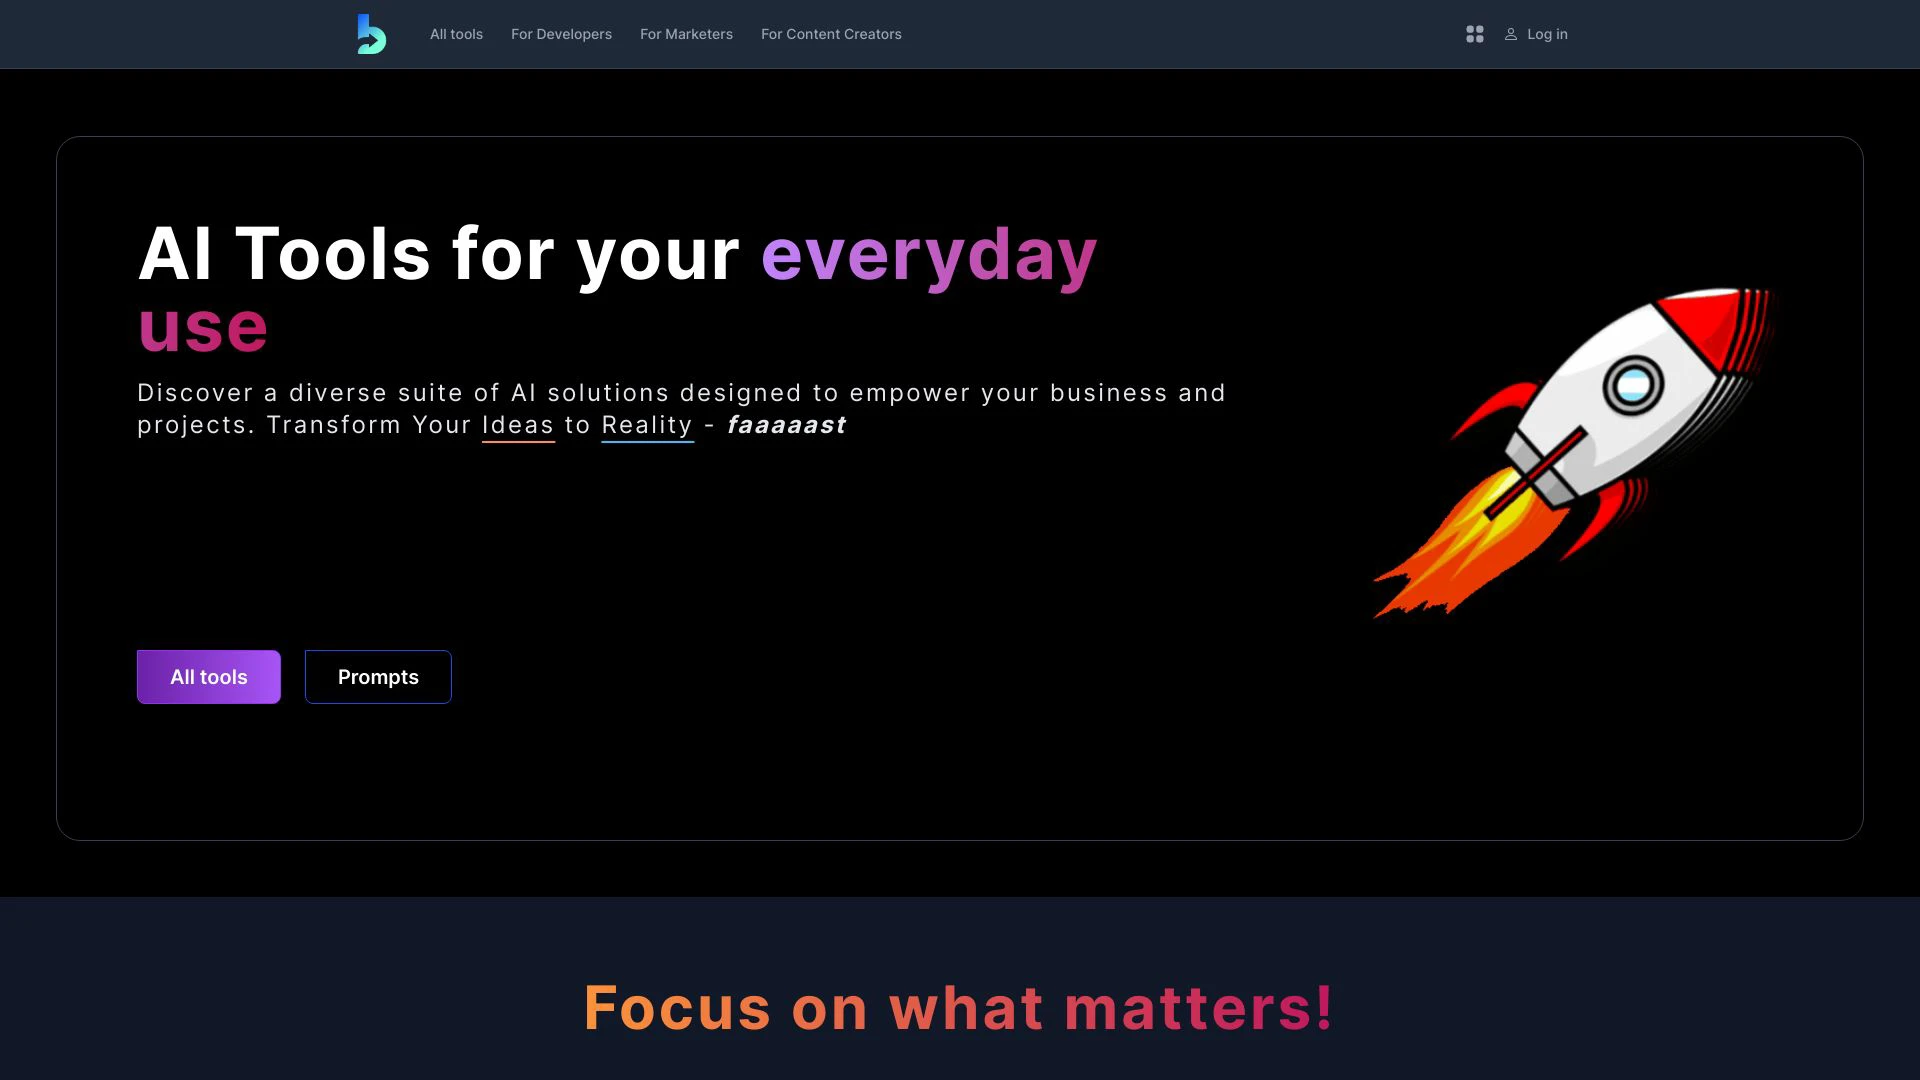 All tools
For Developers
For Marketers
For Content Creators
Log in
AI Tools for your everyday
use
Discover a diverse suite of AI solutions designed to empower your business and
projects. Transform Your Ideas to Reality - faaaaast
All tools
Prompts
Focus on what matters!